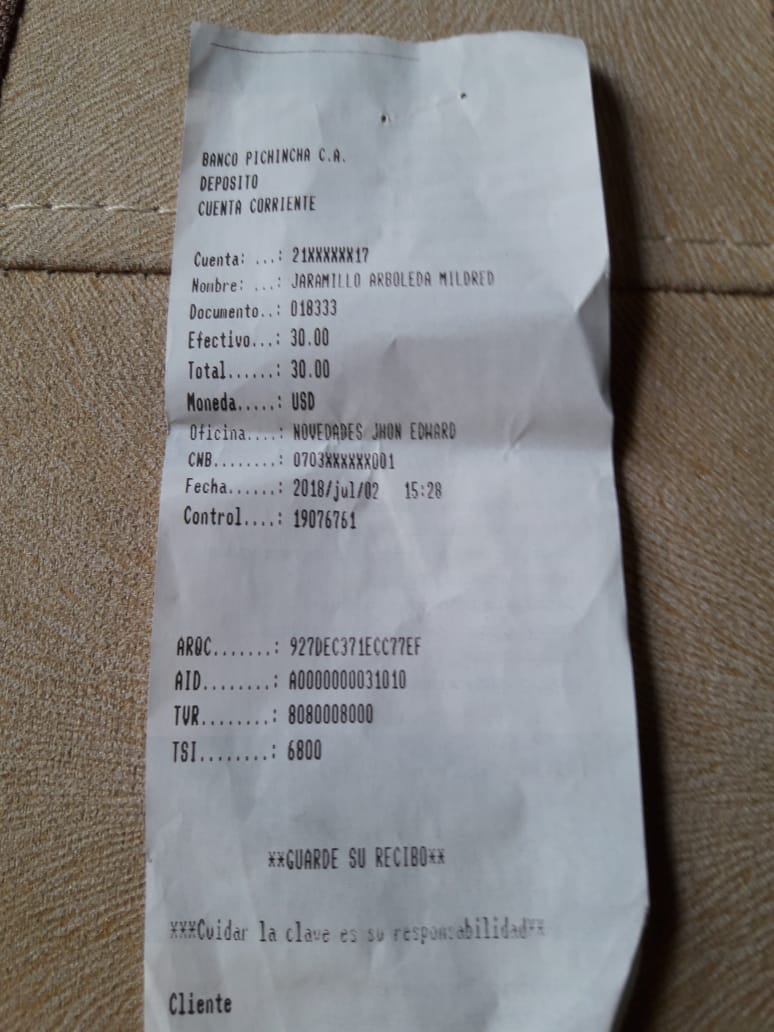 BANCO PICHINCHA C.A.
DEPOSITO
CUENTA CORRIENTE
Cuenta: ...: 21XXXXXX17
Nombre: ...: JARAMILLO ARBOLEDA MILDRED
Documento..: 018333
Efectivo...: 30.00
Total......: 30.00
Moneda.....: USD
Oficina....: NOVEDADES JHON EDWARD
CNB........: 0703XXXXXX001
Fecha......: 2018/jul/02 15:28
Control....: 19076761
ARQC.......: 927DEC371ECC77EF
AID........: A0000000031010
TVR........: 8080008000
TSI........: 6800
**GUARDE SU RECIBO**
***Cuidar la clave es su responsabilidad**
Cliente